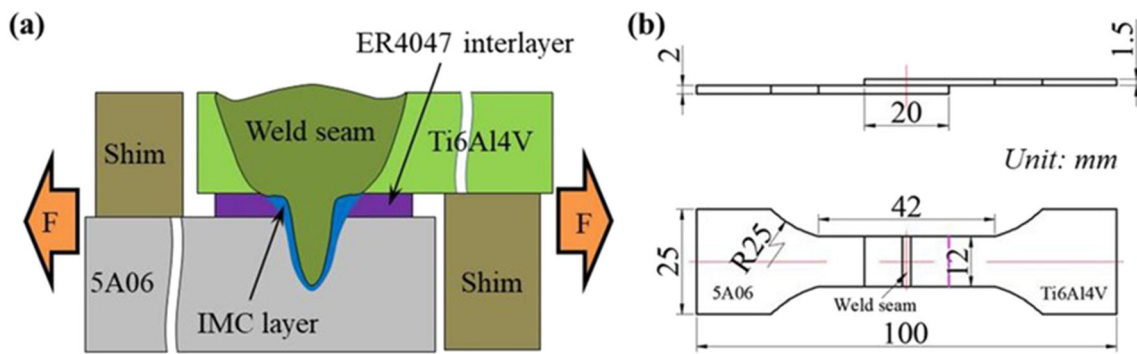 (a)
ER4047 interlayer
Weld seam
Ti6Al4V
Shim
F
F
5A06
Shim
IMC layer
(b)
2
1.5
20
Unit: mm
42
25
R25
12
5A06
Weld seam
Ti6Al4V
100